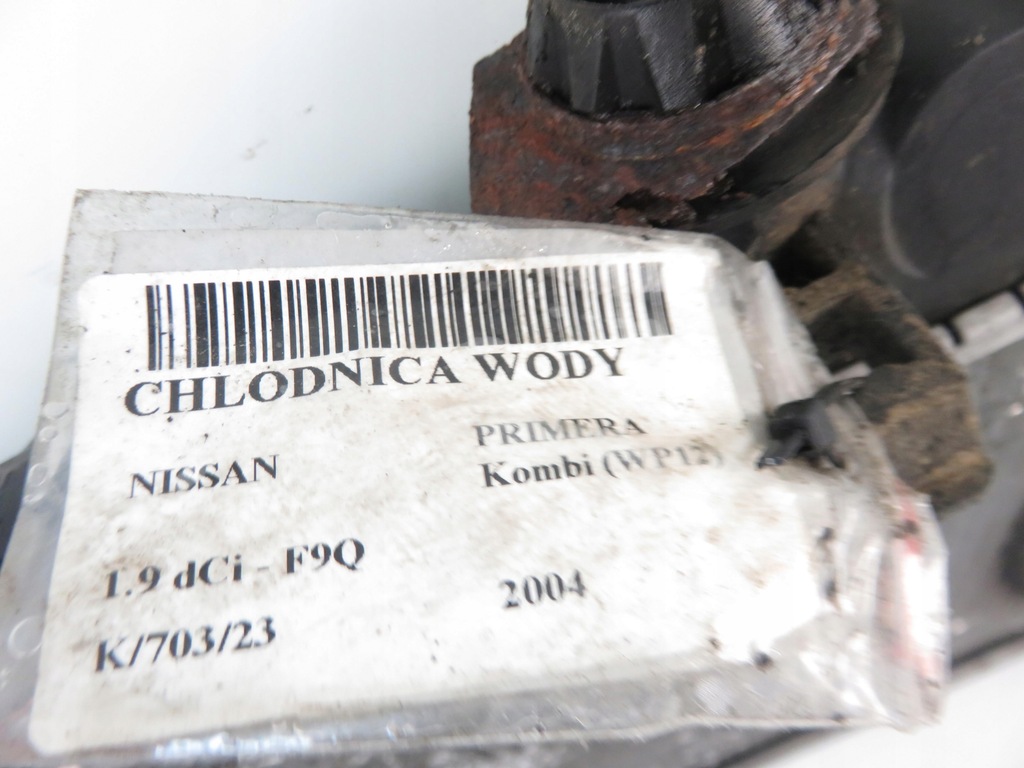 CHLODNICA WODY
NISSAN
PRIMERA
Kombi (WP12)
1.9 dCi - F9Q
2004
K/703/23